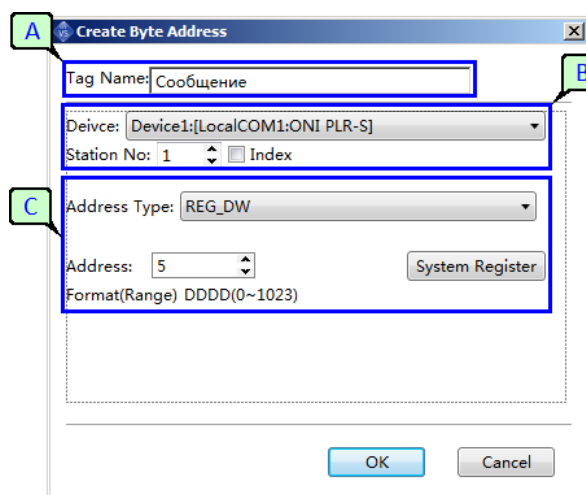 A
Create Byte Address
Tag Name: Сообщение
B
Deivce: Device1:[LocalCOM1:ONI PLR-S]
Station No: 1 Index
C
Address Type: REG_DW
Address: 5 System Register
Format(Range) DDDD(0~1023)
OK Cancel